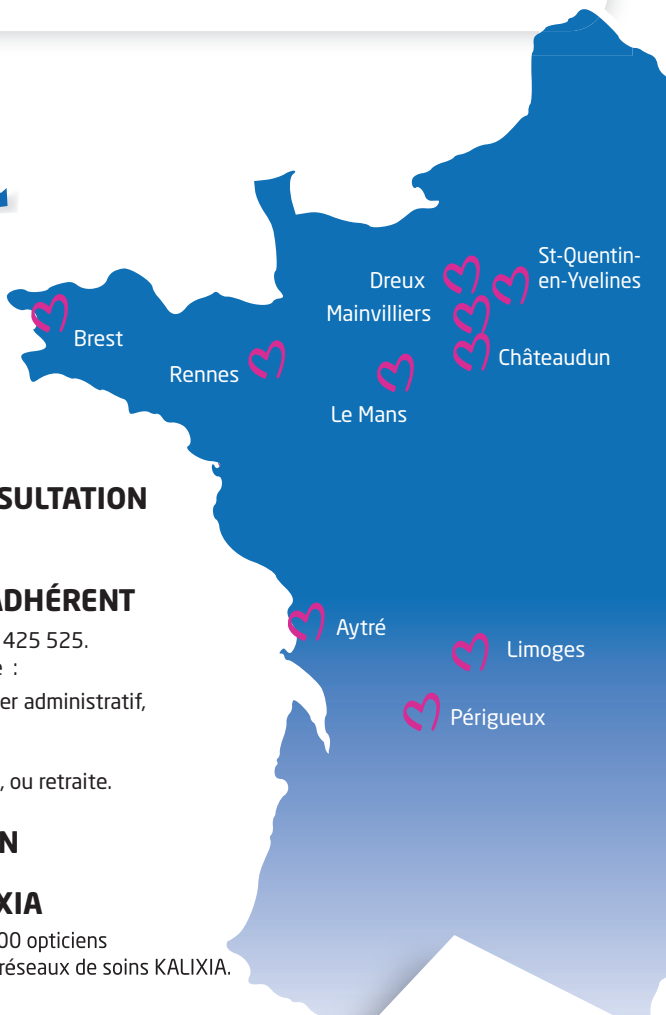 St-Quentin-
en-Yvelines
Dreux
Mainvilliers
Brest
Châteaudun
Rennes
Le Mans
SULTATION
ADHÉRENT
425 525.
:
administratif,
Aytré
Limoges
Périgueux
, ou retraite.
N
XIA
00 opticiens
réseaux de soins KALIXIA.